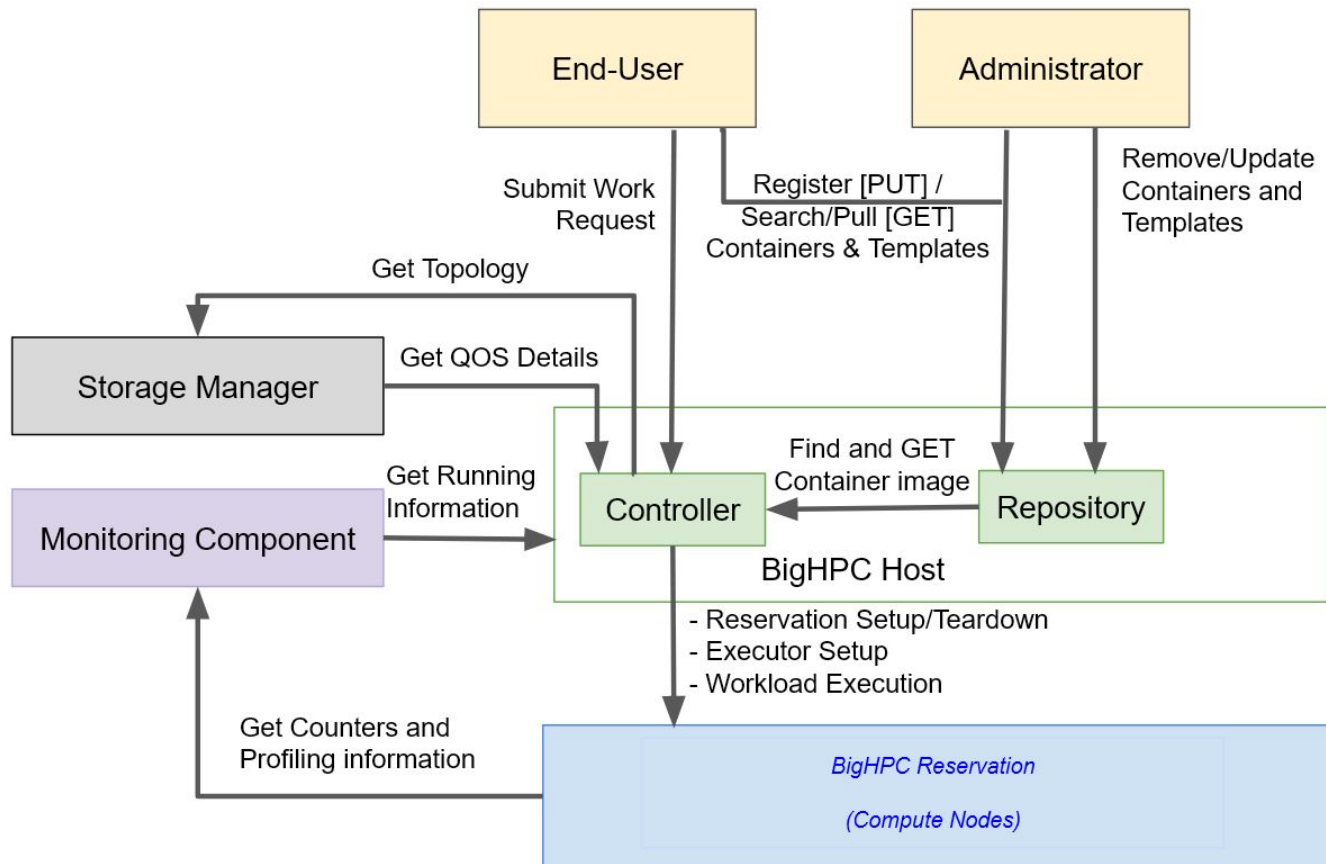 End-User
Administrator
Submit Work
Request
Register [PUT] /
Search/Pull [GET]
Containers & Templates
Remove/Update
Containers and
Templates
Get Topology
Storage Manager
Get QOS Details
Get Running
Information
Monitoring Component
Controller
Find and GET
Container image
Repository
BigHPC Host
- Reservation Setup/Teardown
- Executor Setup
- Workload Execution
Get Counters and
Profiling information
BigHPC Reservation
(Compute Nodes)